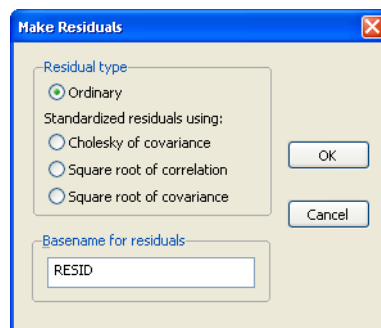 Make Residuals
Residual type
Ordinary
Standardized residuals using:
Cholesky of covariance
Square root of correlation
Square root of covariance
OK
Cancel
Basename for residuals
RESID